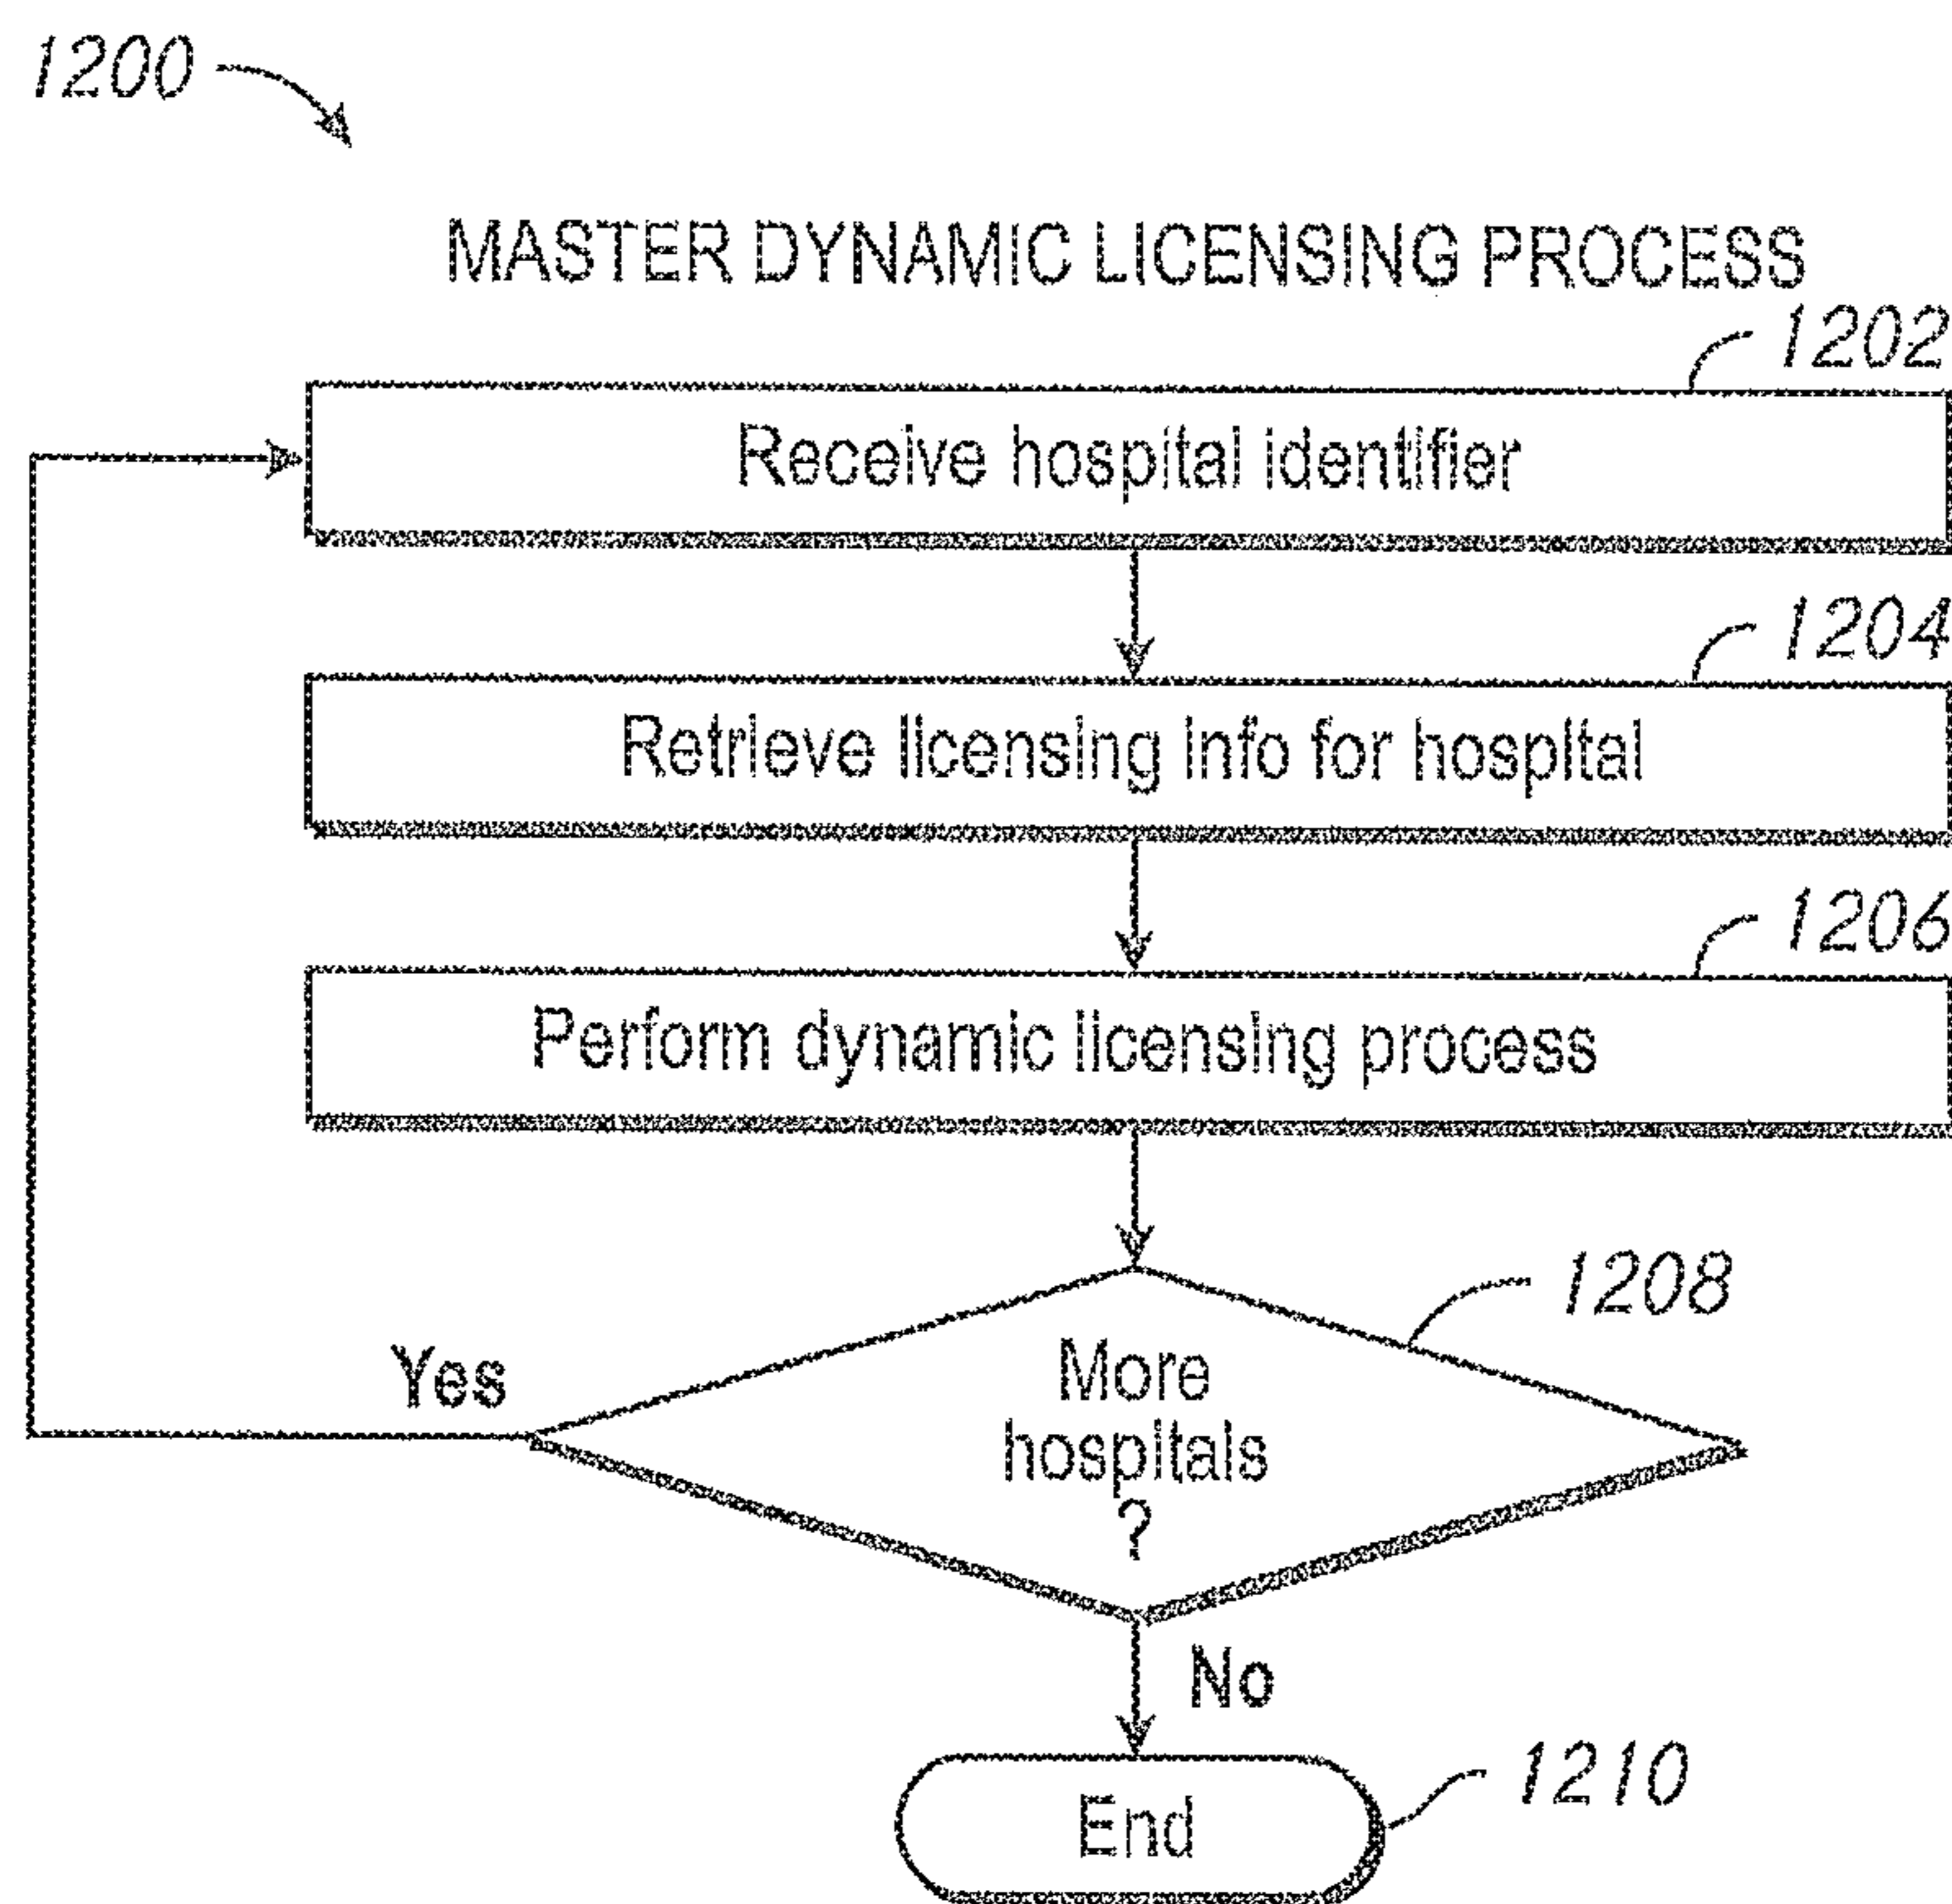 1200
MASTER DYNAMIC LICENSING PROCESS
1202
Receive hospital identifier
1204
Retrieve licensing info for hospital
1206
Perform dynamic licensing process
1208
Yes
More
hospitals
?
No
1210
End